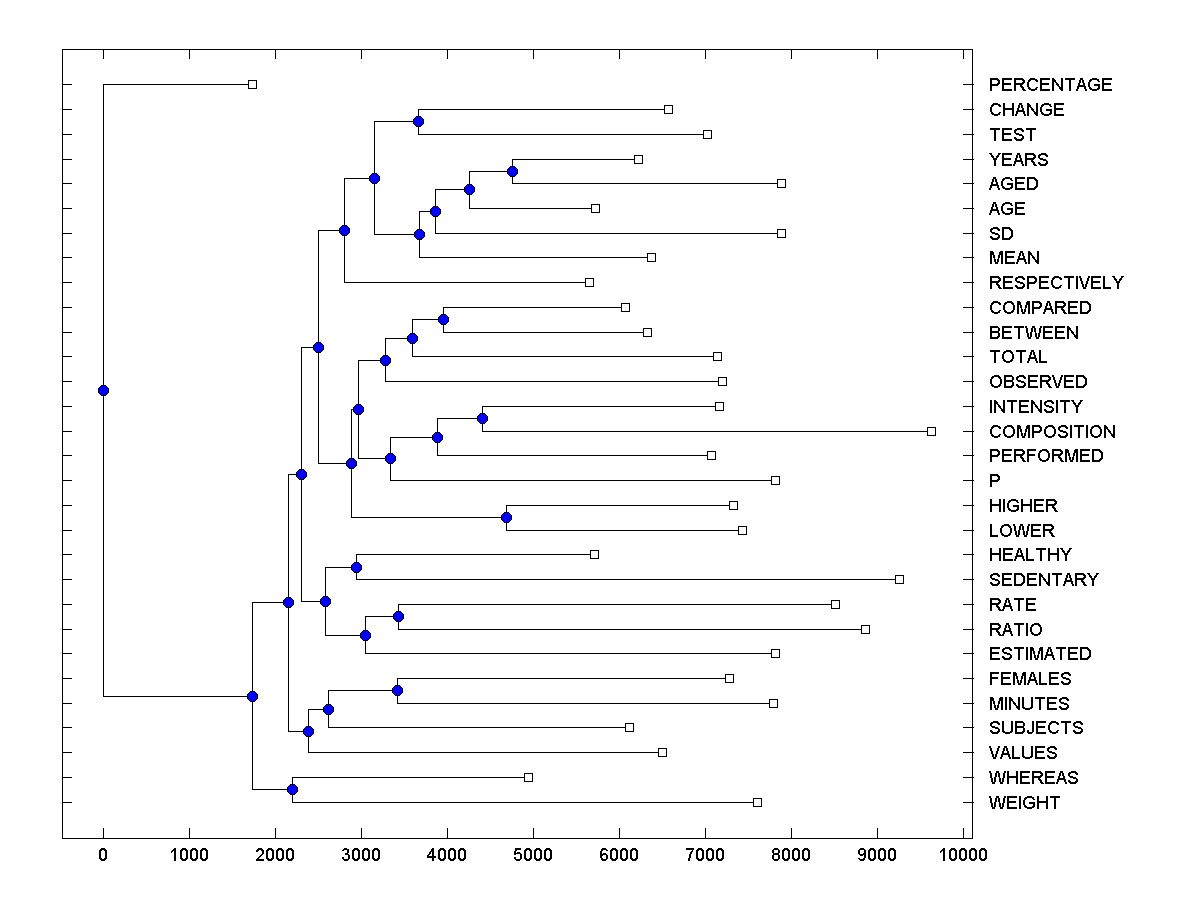 PERCENTAGE
CHANGE
TEST
YEARS
AGED
AGE
SD
MEAN
RESPECTIVELY
COMPARED
BETWEEN
TOTAL
OBSERVED
INTENSITY
COMPOSITION
PERFORMED
P
HIGHER
LOWER
HEALTHY
SEDENTARY
RATE
RATIO
ESTIMATED
FEMALES
MINUTES
SUBJECTS
VALUES
WHEREAS
WEIGHT
0 1000 2000 3000 4000 5000 6000 7000 8000 9000 10000